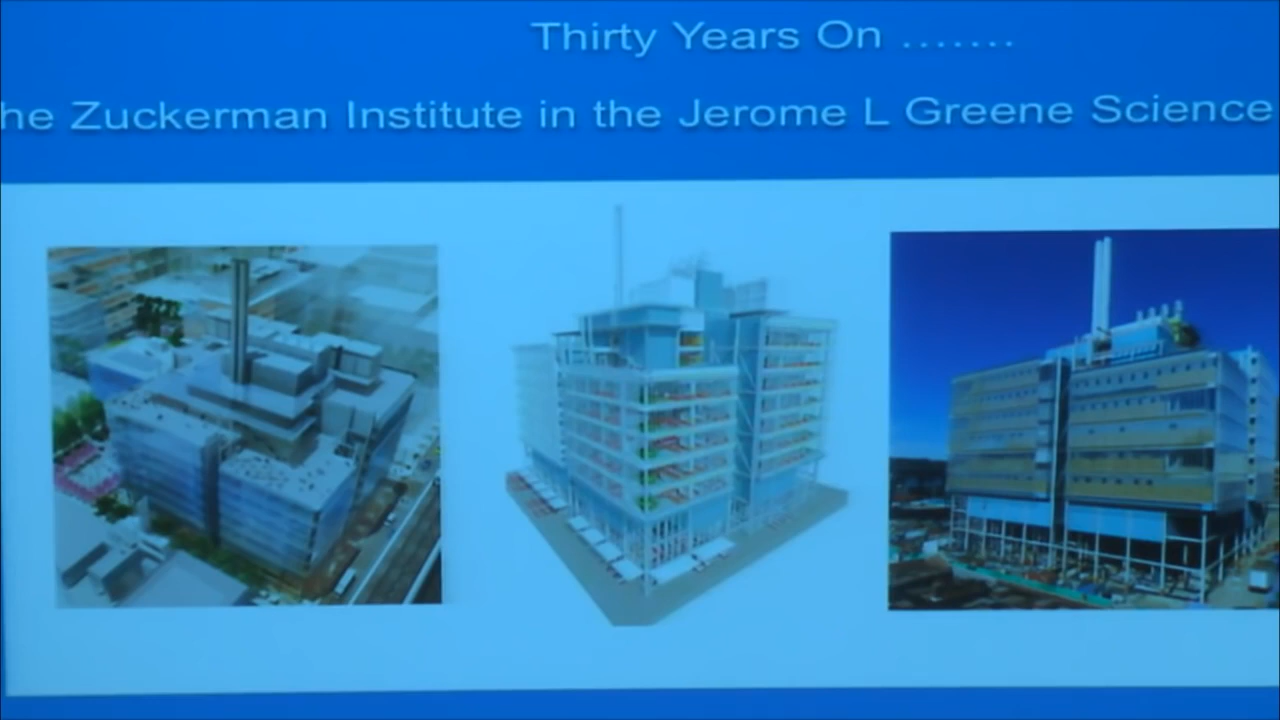 Thirty Years On .......
he Zuckerman Institute in the Jerome L Greene Science